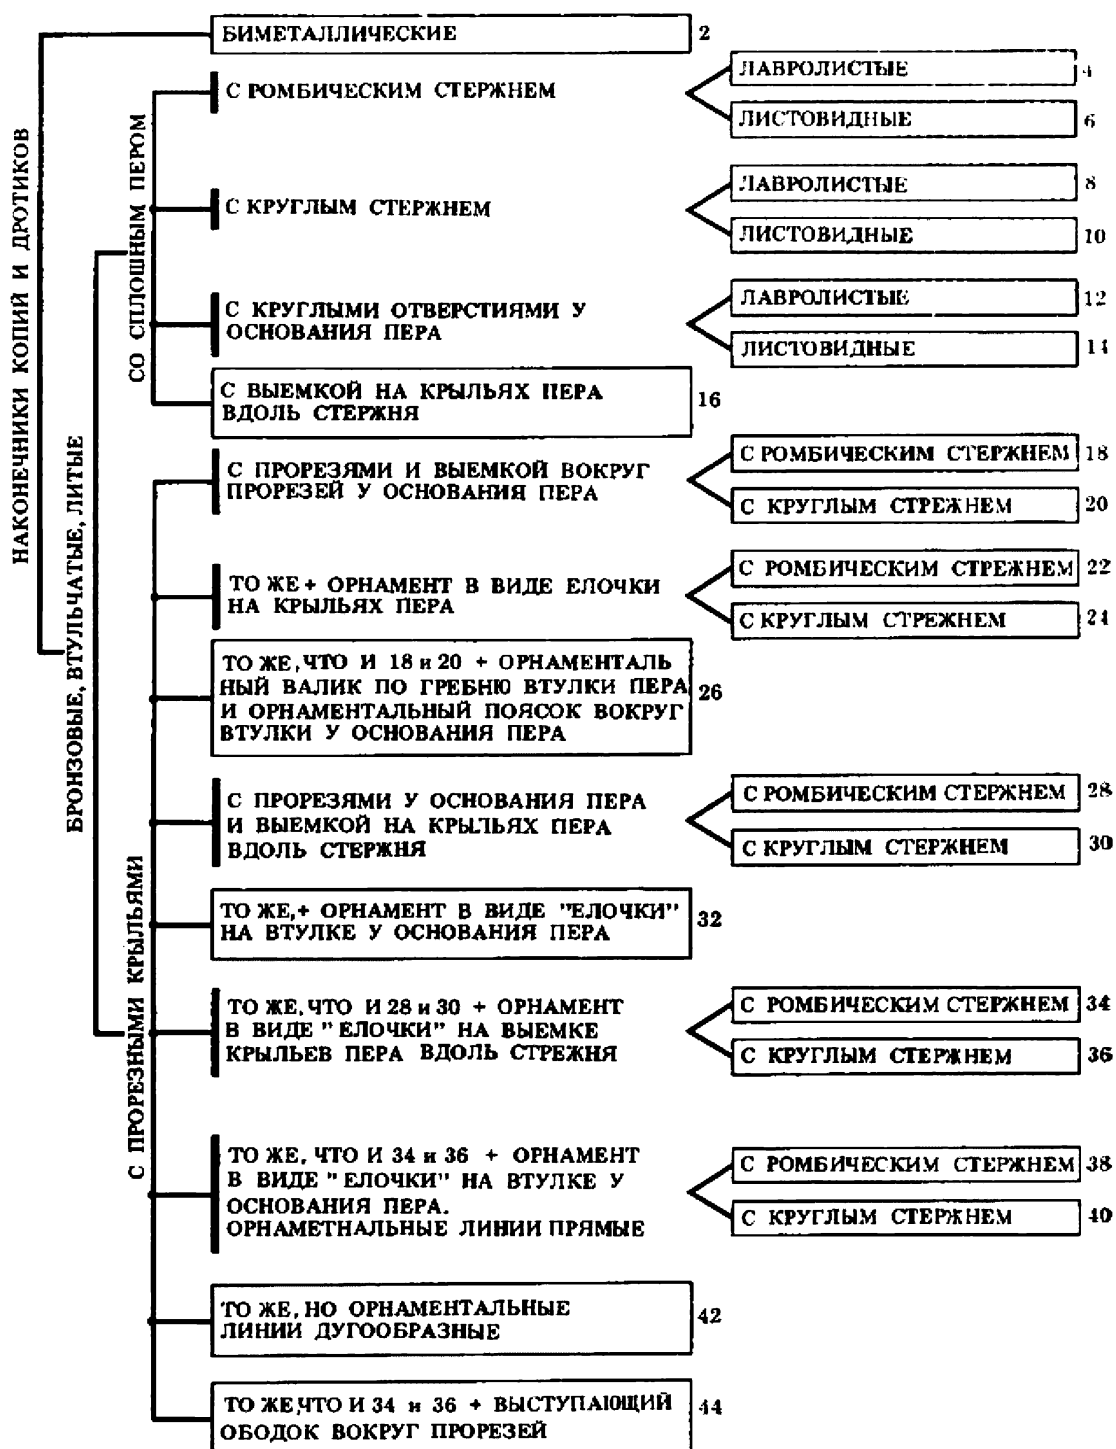 НАКОНЕЧНИКИ КОПИЙ И ДРОТИКОВ
БИМЕТАЛЛИЧЕСКИЕ 2
БРОНЗОВЫЕ, ВТУЛЬЧАТЫЕ, ЛИТЫЕ
СО СПЛОШНЫМ ПЕРОМ
С РОМБИЧЕСКИМ СТЕРЖНЕМ
ЛАВРОЛИСТЫЕ 4
ЛИСТОВИДНЫЕ 6
С КРУГЛЫМ СТЕРЖНЕМ
ЛАВРОЛИСТЫЕ 8
ЛИСТОВИДНЫЕ 10
С КРУГЛЫМИ ОТВЕРСТИЯМИ У
ОСНОВАНИЯ ПЕРА
ЛАВРОЛИСТЫЕ 12
ЛИСТОВИДНЫЕ 14
С ВЫЕМКОЙ НА КРЫЛЬЯХ ПЕРА
ВДОЛЬ СТЕРЖНЯ
16
С ПРОРЕЗНЫМИ КРЫЛЬЯМИ
С ПРОРЕЗЯМИ И ВЫЕМКОЙ ВОКРУГ
ПРОРЕЗЕЙ У ОСНОВАНИЯ ПЕРА
С РОМБИЧЕСКИМ СТЕРЖНЕМ 18
С КРУГЛЫМ СТРЕЖНЕМ 20
ТО ЖЕ + ОРНАМЕНТ В ВИДЕ ЕЛОЧКИ
НА КРЫЛЬЯХ ПЕРА
С РОМБИЧЕСКИМ СТРЕЖНЕМ 22
С КРУГЛЫМ СТРЕЖНЕМ 24
ТО ЖЕ, ЧТО И 18 и 20 + ОРНАМЕНТАЛЬ
НЫЙ ВАЛИК ПО ГРЕБНЮ ВТУЛКИ ПЕРА
И ОРНАМЕНТАЛЬНЫЙ ПОЯСОК ВОКРУГ
ВТУЛКИ У ОСНОВАНИЯ ПЕРА
26
С ПРОРЕЗЯМИ У ОСНОВАНИЯ ПЕРА
И ВЫЕМКОЙ НА КРЫЛЬЯХ ПЕРА
ВДОЛЬ СТЕРЖНЯ
С РОМБИЧЕСКИМ СТЕРЖНЕМ 28
С КРУГЛЫМ СТЕРЖНЕМ 30
ТО ЖЕ,+ ОРНАМЕНТ В ВИДЕ "ЕЛОЧКИ"
НА ВТУЛКЕ У ОСНОВАНИЯ ПЕРА
32
ТО ЖЕ, ЧТО И 28 и 30 + ОРНАМЕНТ
В ВИДЕ "ЕЛОЧКИ" НА ВЫЕМКЕ
КРЫЛЬЕВ ПЕРА ВДОЛЬ СТРЕЖНЯ
С РОМБИЧЕСКИМ СТЕРЖНЕМ 34
С КРУГЛЫМ СТЕРЖНЕМ 36
ТО ЖЕ, ЧТО И 34 и 36 + ОРНАМЕНТ
В ВИДЕ "ЕЛОЧКИ" НА ВТУЛКЕ У
ОСНОВАНИЯ ПЕРА.
ОРНАМЕТНАЛЬНЫЕ ЛИНИИ ПРЯМЫЕ
С РОМБИЧЕСКИМ СТЕРЖНЕМ 38
С КРУГЛЫМ СТЕРЖНЕМ 40
ТО ЖЕ, НО ОРНАМЕНТАЛЬНЫЕ
ЛИНИИ ДУГООБРАЗНЫЕ
42
ТО ЖЕ,ЧТО И 34 и 36 + ВЫСТУПАЮЩИЙ
ОБОДОК ВОКРУГ ПРОРЕЗЕЙ
44